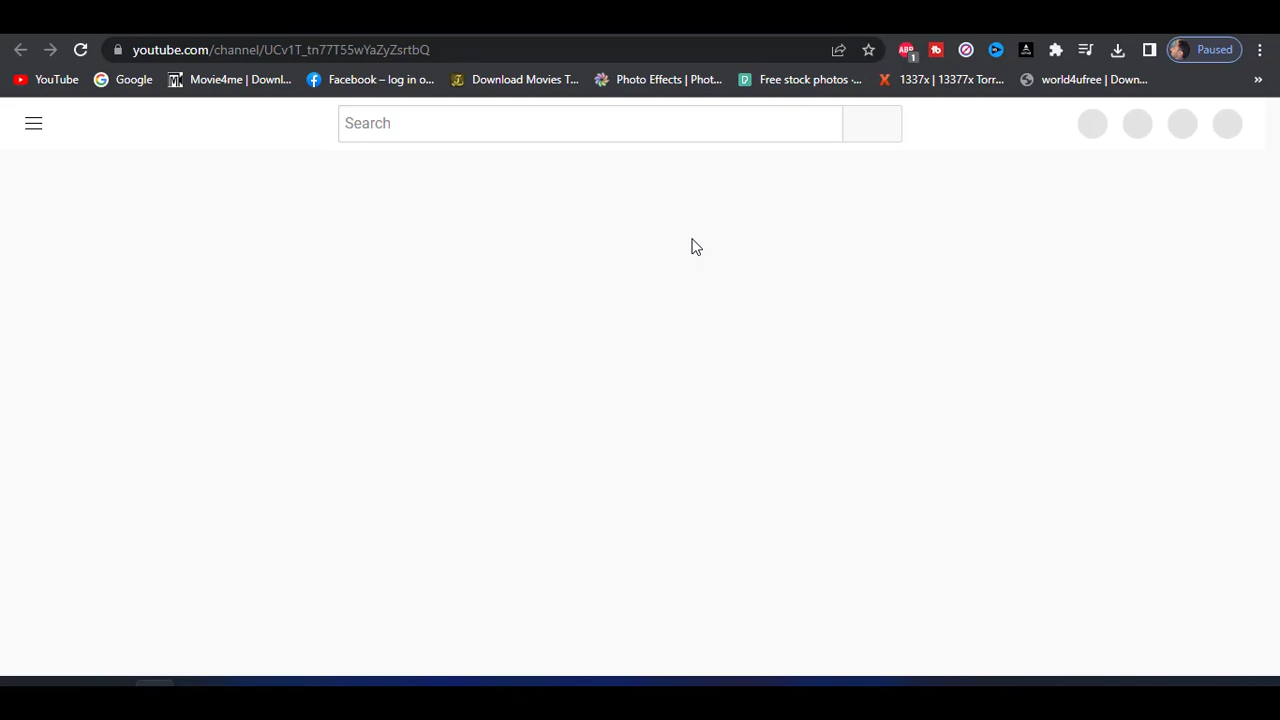 youtube.com/channel/UCv1T_tn77T55wYaZyZsrtbQ
1
Paused
YouTube
Google
Movie4me | Downl...
Facebook – log in o...
Download Movies T...
Photo Effects | Phot...
Free stock photos ·...
1337x | 13377x Torr...
world4ufree | Down...
Search